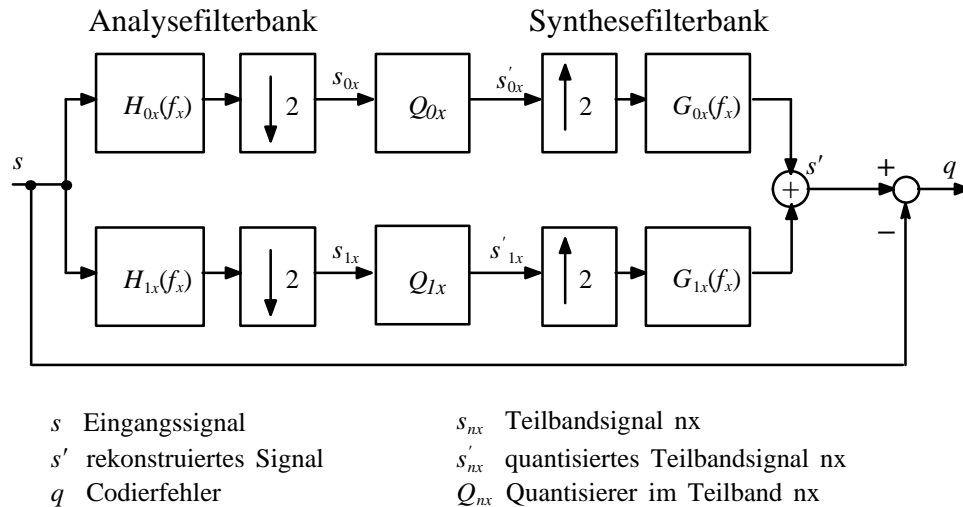 Analysefilterbank Synthesefilterbank
H0x(fx) ↓ 2 s0x Q0x s'0x ↑ 2 G0x(fx)
s + s' + q
−
H1x(fx) ↓ 2 s1x Q1x s'1x ↑ 2 G1x(fx)
s Eingangssignal snx Teilbandsignal nx
s' rekonstruiertes Signal s'nx quantisiertes Teilbandsignal nx
q Codierfehler Qnx Quantisierer im Teilband nx